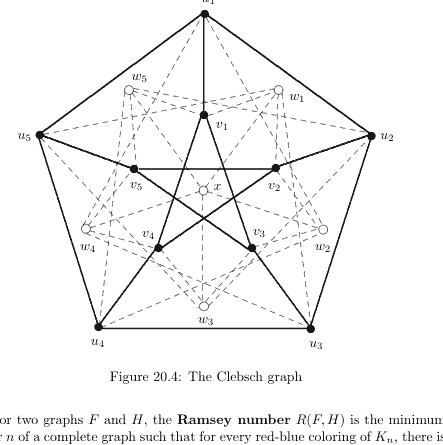 u₁
w₅
w₁
v₁
u₅
u₂
v₅
v₂
x
w₄
v₄
v₃
w₂
w₃
u₄
u₃
Figure 20.4: The Clebsch graph
or two graphs F and H, the Ramsey number R(F, H) is the minimum
n of a complete graph such that for every red-blue coloring of Kₙ, there is